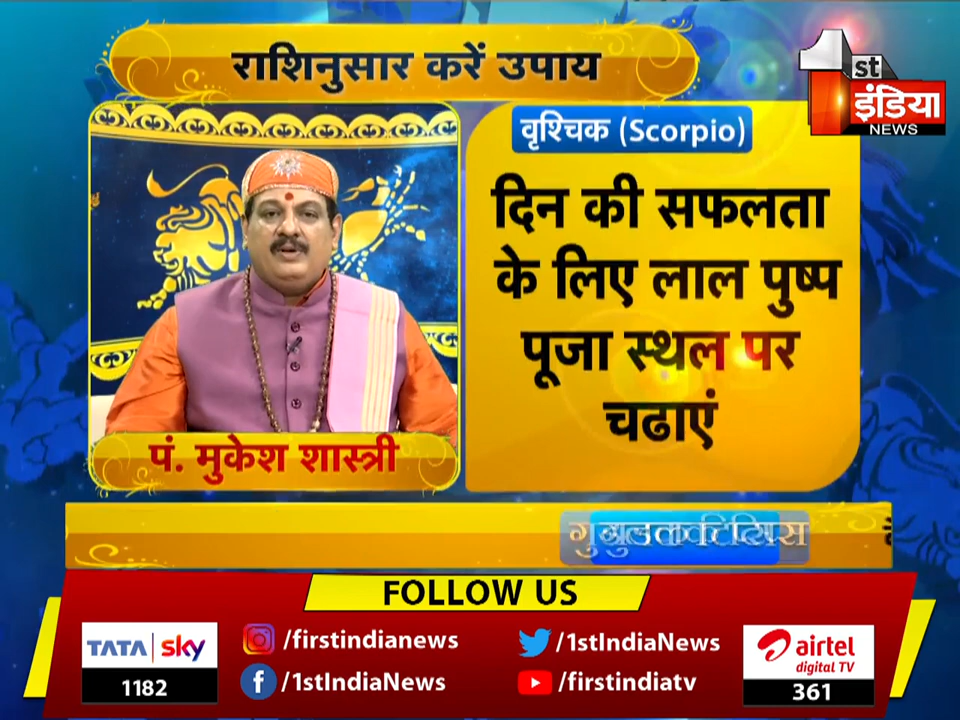 राशिनुसार करें उपाय
1st
इंडिया
NEWS
वृश्चिक (Scorpio)
दिन की सफलता
के लिए लाल पुष्प
पूजा स्थल पर
चढाएं
पं. मुकेश शास्त्री
FOLLOW US
TATA sky
1182
/firstindianews
/1stIndiaNews
/1stIndiaNews
/firstindiatv
airtel
digital TV
361